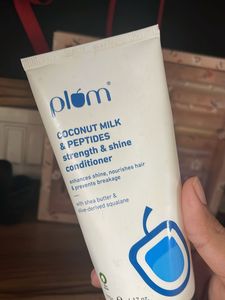 plum
COCONUT MILK
& PEPTIDES
strength & shine
conditioner
enhances shine, nourishes hair
& prevents breakage
with shea butter &
olive-derived squalane